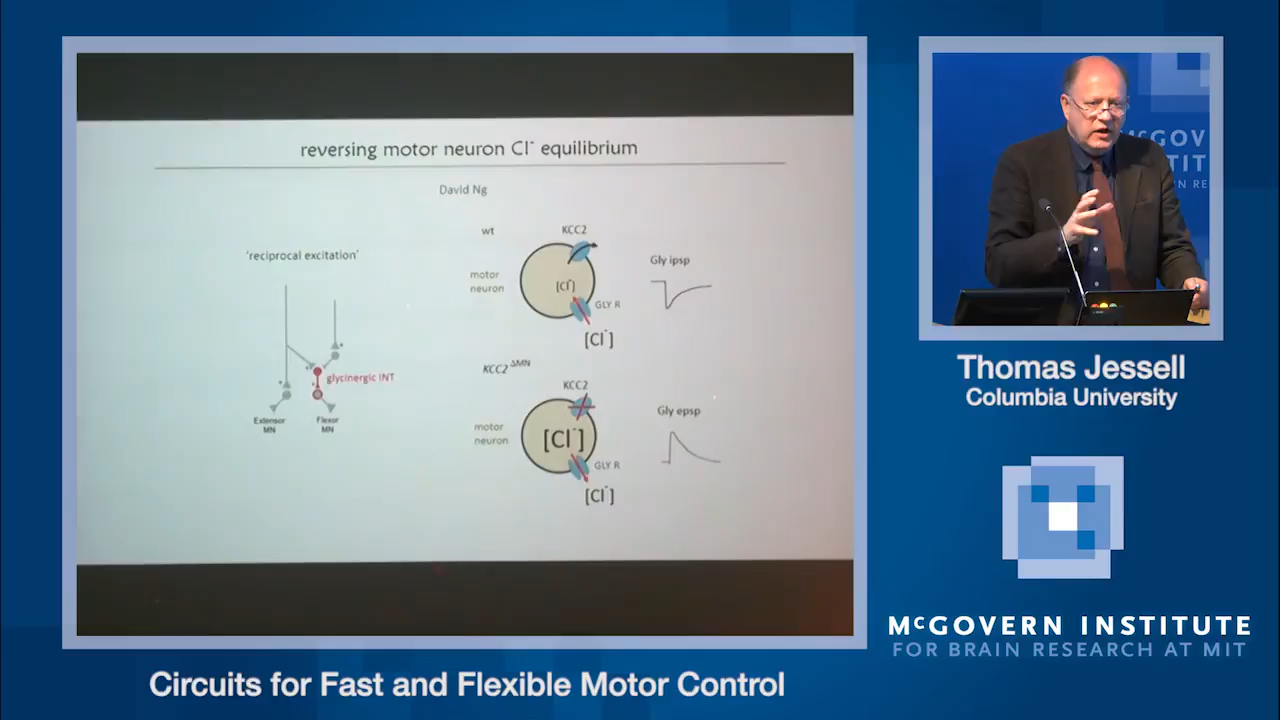 reversing motor neuron Cl⁻ equilibrium
David Ng
'reciprocal excitation'
glycinergic INT
Extensor
MN
Flexor
MN
wt
KCC2
motor
neuron
[Cl⁻]
GLY R
[Cl⁻]
Gly ipsp
KCC2 ΔMN
KCC2
motor
neuron
[Cl⁻]
GLY R
[Cl⁻]
Gly epsp
Circuits for Fast and Flexible Motor Control
Thomas Jessell
Columbia University
McGOVERN INSTITUTE
FOR BRAIN RESEARCH AT MIT